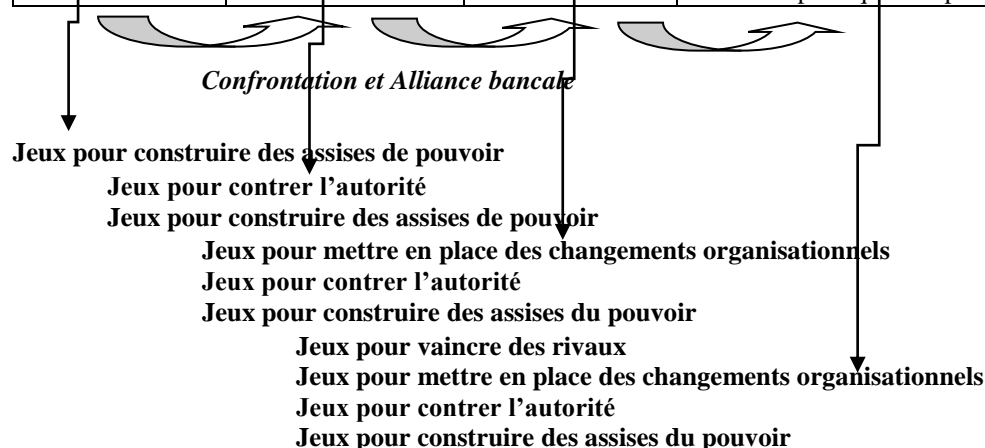 Confrontation et Alliance bancale
Jeux pour construire des assises de pouvoir
Jeux pour contrer l'autorité
Jeux pour construire des assises de pouvoir
Jeux pour mettre en place des changements organisationnels
Jeux pour contrer l'autorité
Jeux pour construire des assises du pouvoir
Jeux pour vaincre des rivaux
Jeux pour mettre en place des changements organisationnels
Jeux pour contrer l'autorité
Jeux pour construire des assises du pouvoir